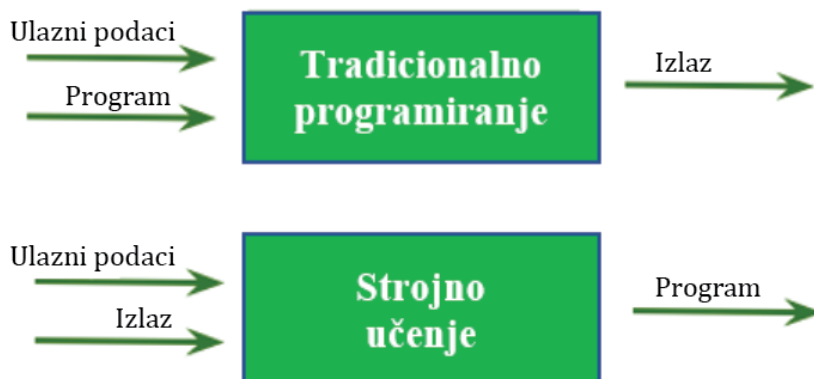 Ulazni podaci
Program
Tradicionalno
programiranje
Izlaz
Ulazni podaci
Izlaz
Strojno
učenje
Program